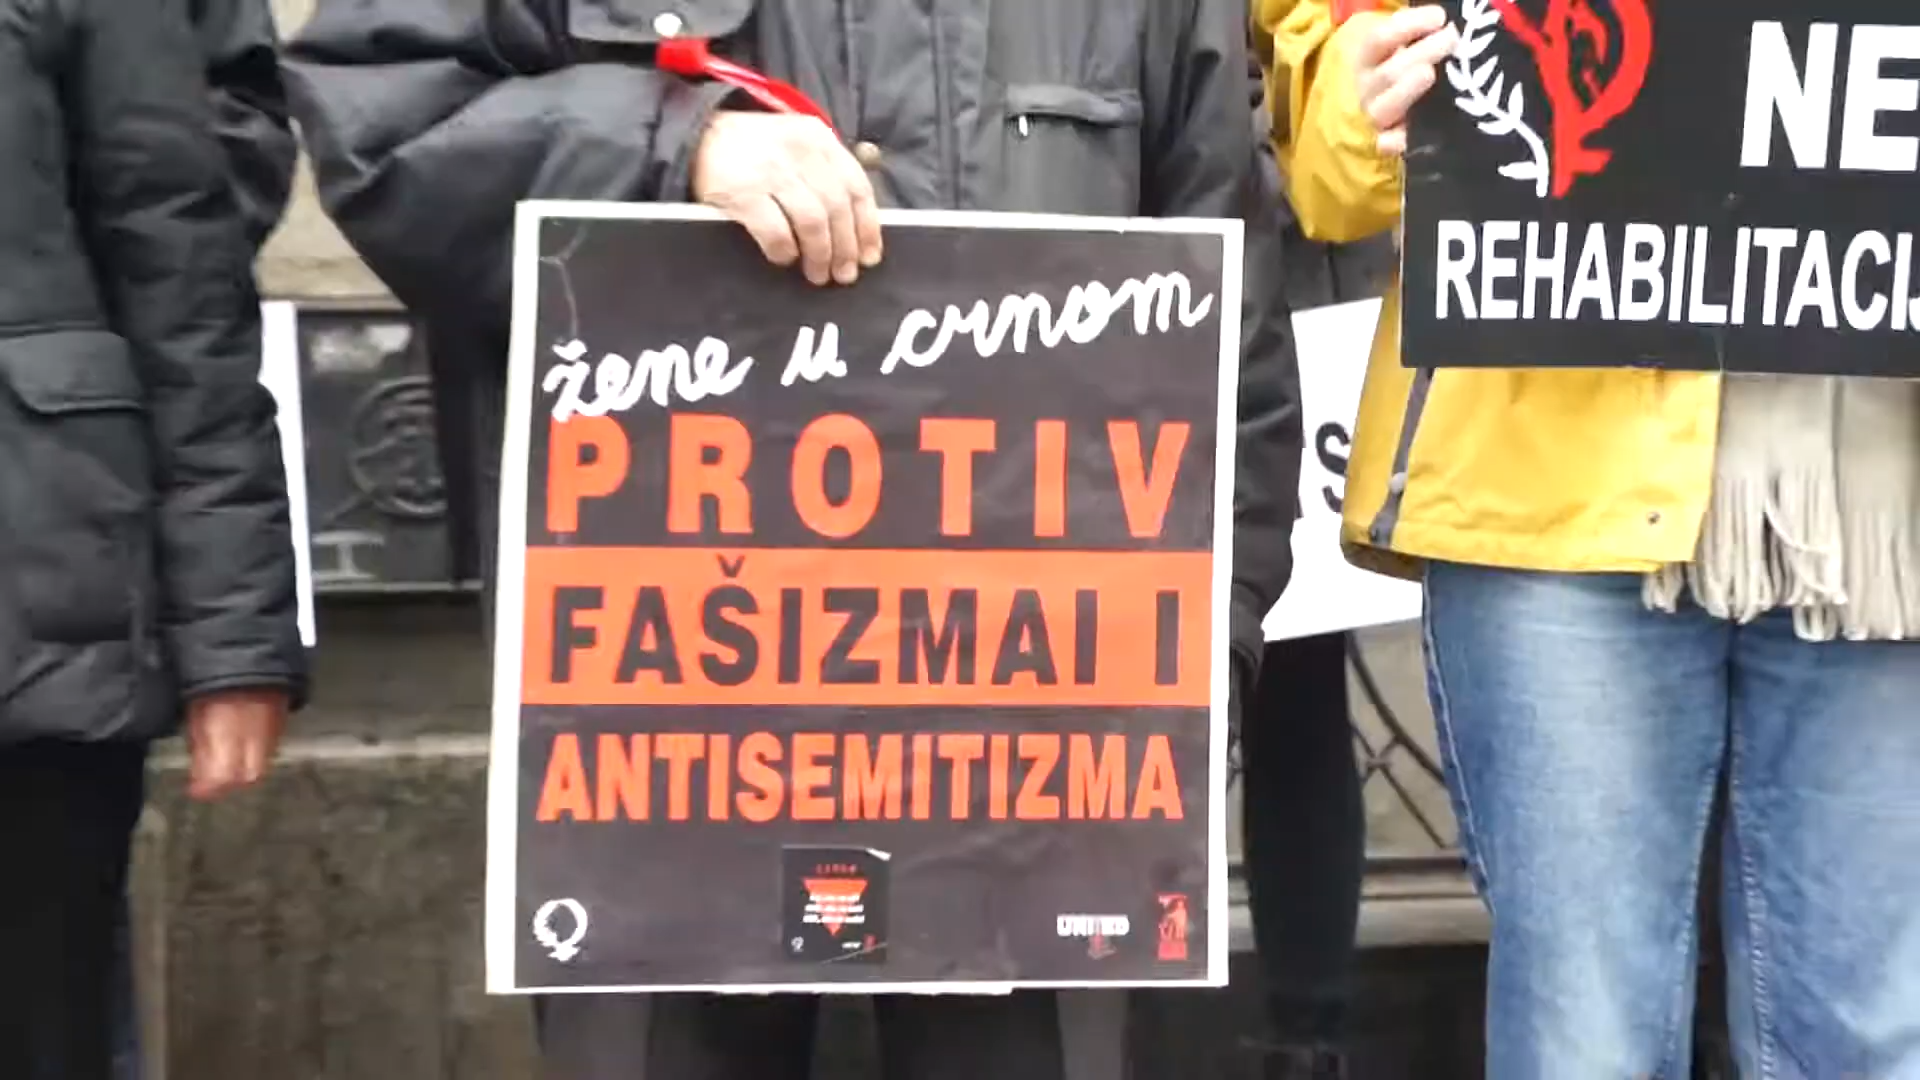 žene u crnom
PROTIV
FAŠIZMAI I
ANTISEMITIZMA
UNITED
NE
REHABILITACIJ
S